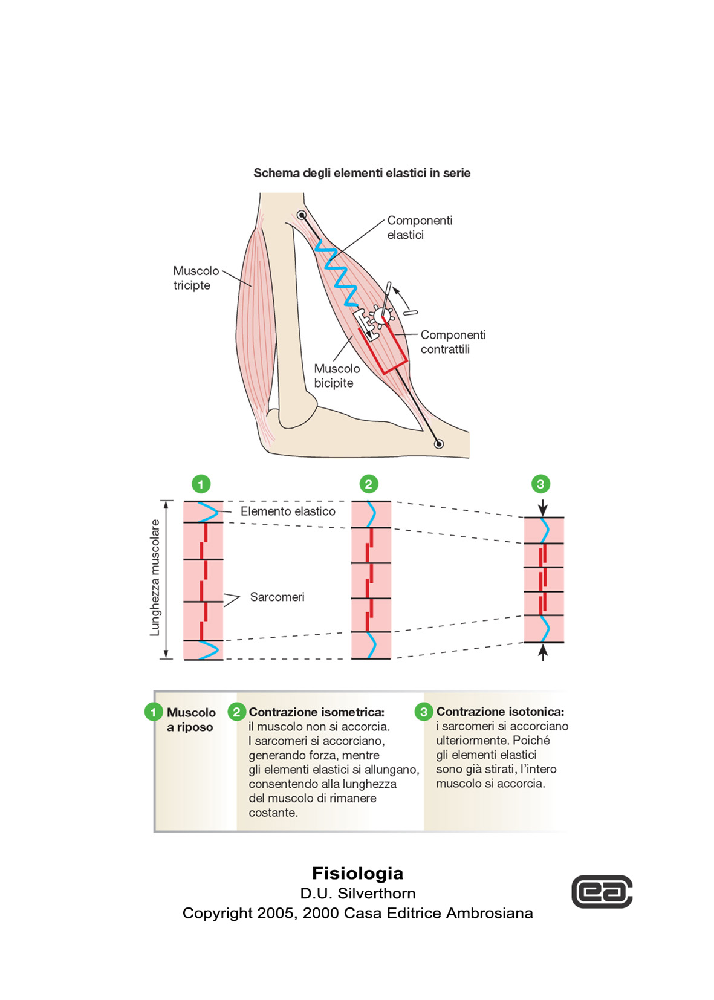 Schema degli elementi elastici in serie
Componenti
elastici
Muscolo
tricipte
Componenti
contrattili
Muscolo
bicipite
1
2
3
Elemento elastico
Lunghezza muscolare
Sarcomeri
1 Muscolo
a riposo
2 Contrazione isometrica:
il muscolo non si accorcia.
I sarcomeri si accorciano,
generando forza, mentre
gli elementi elastici si allungano,
consentendo alla lunghezza
del muscolo di rimanere
costante.
3 Contrazione isotonica:
i sarcomeri si accorciano
ulteriormente. Poiché
gli elementi elastici
sono già stirati, l'intero
muscolo si accorcia.
Fisiologia
D.U. Silverthorn
Copyright 2005, 2000 Casa Editrice Ambrosiana
ea